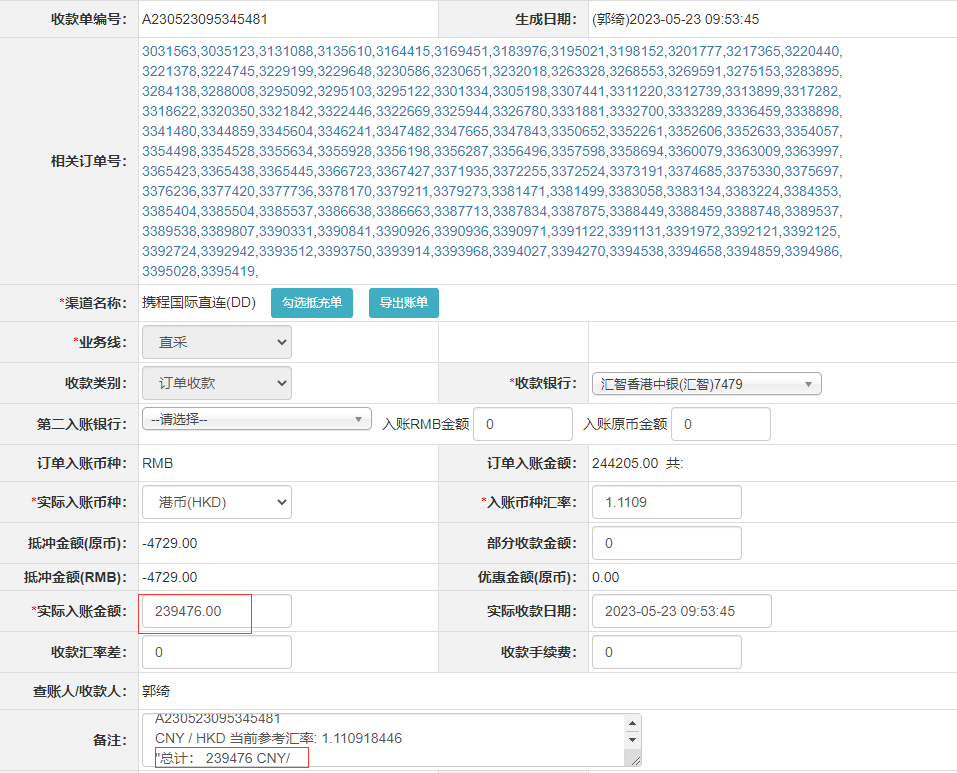 收款单编号： A230523095345481 生成日期： (郭绮)2023-05-23 09:53:45
3031563,3035123,3131088,3135610,3164415,3169451,3183976,3195021,3198152,3201777,3217365,3220440,
3221378,3224745,3229199,3229648,3230586,3230651,3232018,3263328,3268553,3269591,3275153,3283895,
3284138,3288008,3295092,3295103,3295122,3301334,3305198,3307441,3311220,3312739,3313899,3317282,
3318622,3320350,3321842,3322446,3322669,3325944,3326780,3331881,3332700,3333289,3336459,3338898,
3341480,3344859,3345604,3346241,3347482,3347665,3347843,3350652,3352261,3352606,3352633,3354057,
相关订单号： 3354498,3354528,3355634,3355928,3356198,3356287,3356496,3357598,3358694,3360079,3363009,3363997,
3365423,3365438,3365445,3366723,3367427,3371935,3372255,3372524,3373191,3374685,3375330,3375697,
3376236,3377420,3377736,3378170,3379211,3379273,3381471,3381499,3383058,3383134,3383224,3384353,
3385404,3385504,3385537,3386638,3386663,3387713,3387834,3387875,3388449,3388459,3388748,3389537,
3389538,3389807,3390331,3390841,3390926,3390936,3390971,3391122,3391131,3391972,3392121,3392125,
3392724,3392942,3393512,3393750,3393914,3393968,3394027,3394270,3394538,3394658,3394859,3394986,
3395028,3395419,
*渠道名称： 携程国际直连(DD) 勾选抵充单 导出账单
*业务线： 直采
收款类别： 订单收款 *收款银行： 汇智香港中银(汇智)7479
第二入账银行： --请选择-- 入账RMB金额 0 入账原币金额 0
订单入账币种： RMB 订单入账金额： 244205.00 共:
*实际入账币种： 港币(HKD) *入账币种汇率： 1.1109
抵冲金额(原币)： -4729.00 部分收款金额： 0
抵冲金额(RMB)： -4729.00 优惠金额(原币)： 0.00
*实际入账金额： 239476.00 实际收款日期： 2023-05-23 09:53:45
收款汇率差： 0 收款手续费： 0
查账人/收款人： 郭绮
A230523095345481
备注： CNY / HKD 当前参考汇率: 1.110918446
"总计： 239476 CNY/